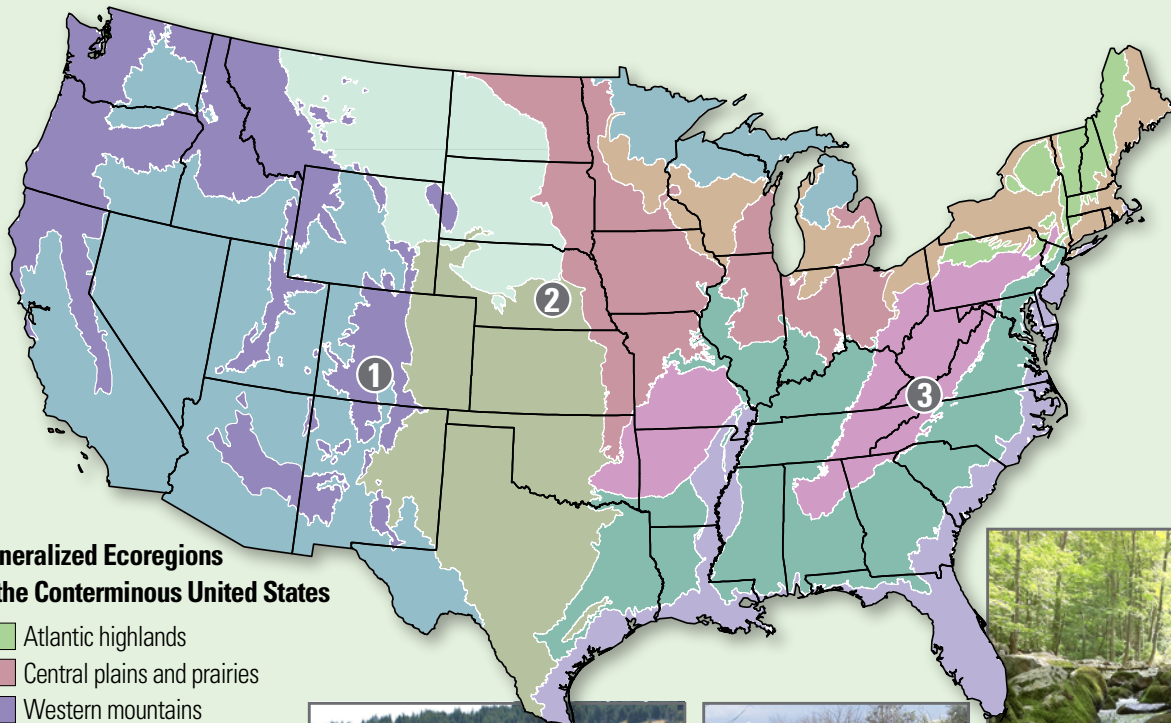 2
1
3
neralized Ecoregions
the Conterminous United States
Atlantic highlands
Central plains and prairies
Western mountains